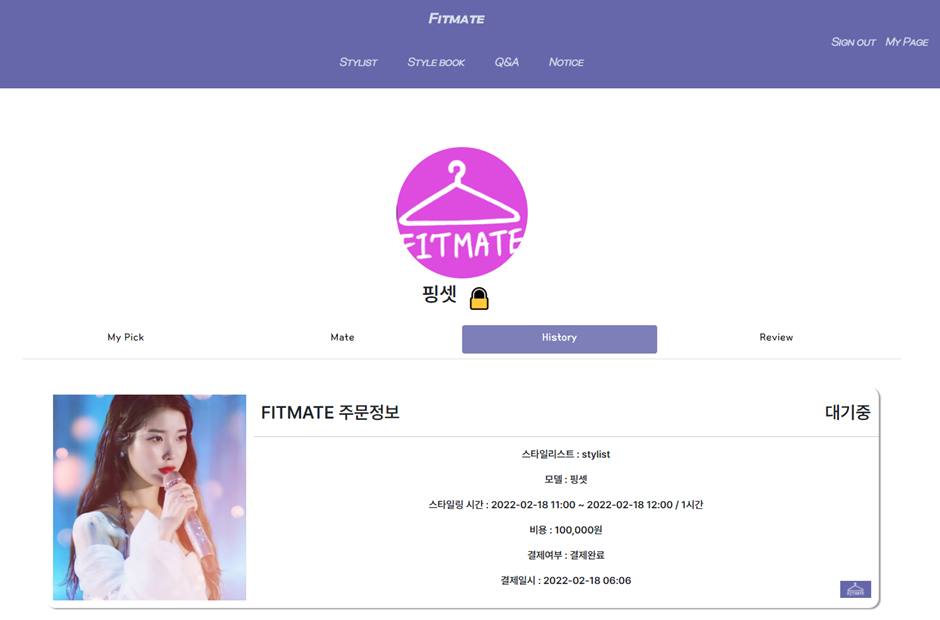 Fitmate
Sign out My Page
Stylist Style book Q&A Notice
FITMATE
핑셋
My Pick Mate History Review
FITMATE 주문정보 대기중
스타일리스트 : stylist
모델 : 핑셋
스타일링 시간 : 2022-02-18 11:00 ~ 2022-02-18 12:00 / 1시간
비용 : 100,000원
결제여부 : 결제완료
결제일시 : 2022-02-18 06:06
FITMATE